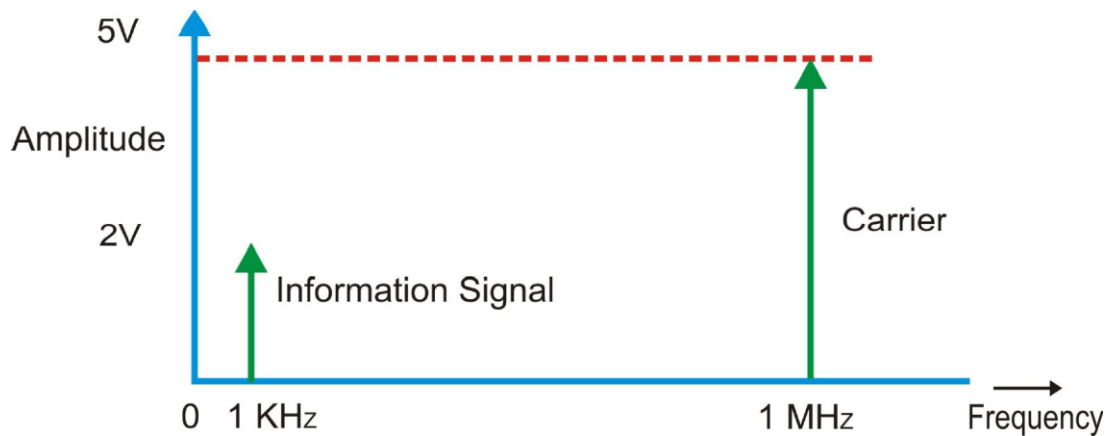 5V
Amplitude
2V
Carrier
Information Signal
0 1 KHz 1 MHz Frequency